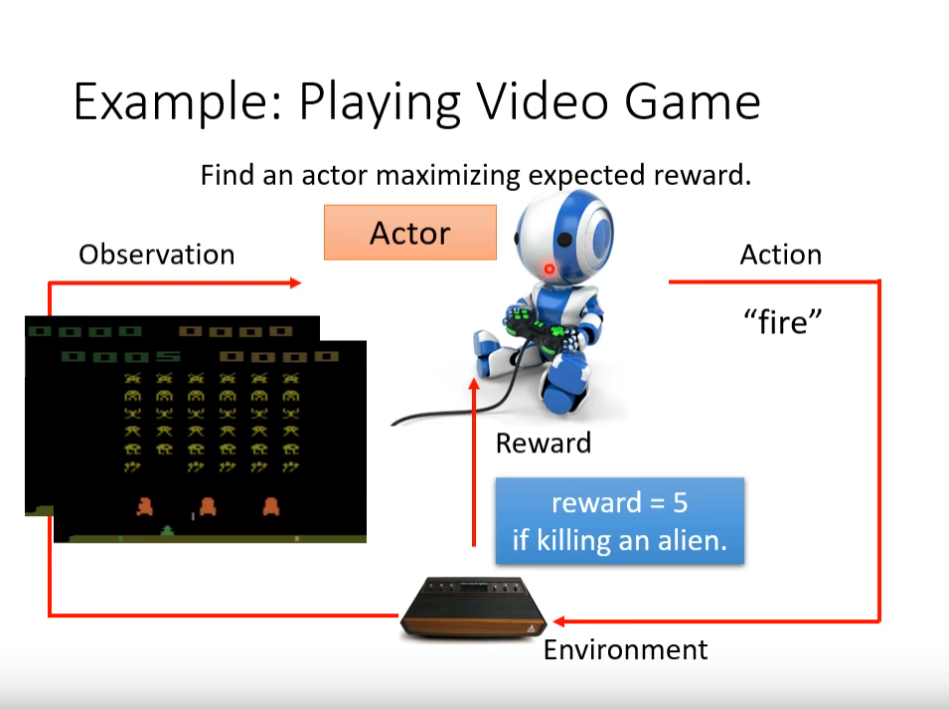 Example: Playing Video Game
Find an actor maximizing expected reward.
Actor
Observation
Action
“fire”
0000 0000
0005 0000
Reward
reward = 5
if killing an alien.
Environment